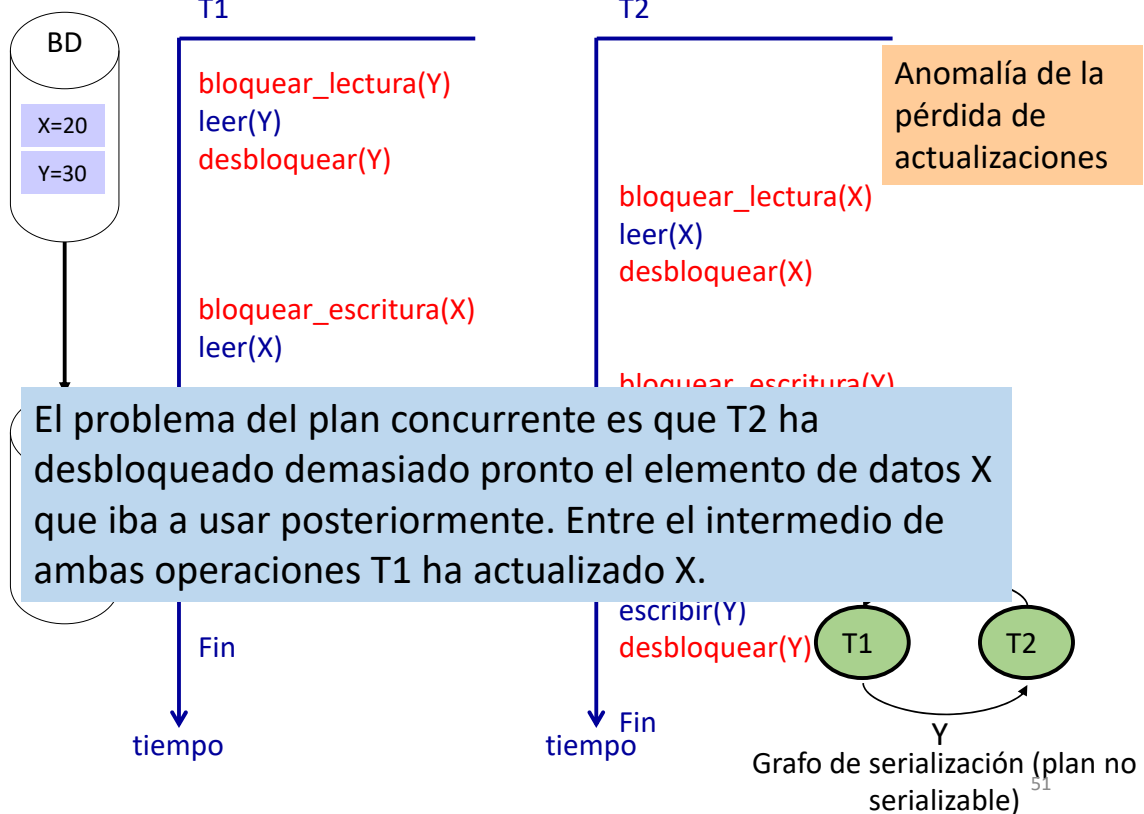 T1
T2
BD
X=20
Y=30
bloquear_lectura(Y)
leer(Y)
desbloquear(Y)
Anomalía de la
pérdida de
actualizaciones
bloquear_lectura(X)
leer(X)
desbloquear(X)
bloquear_escritura(X)
leer(X)
bloquear_escritura(Y)
El problema del plan concurrente es que T2 ha
desbloqueado demasiado pronto el elemento de datos X
que iba a usar posteriormente. Entre el intermedio de
ambas operaciones T1 ha actualizado X.
escribir(Y)
Fin
desbloquear(Y)
T1
T2
Fin
tiempo
tiempo
Y
Grafo de serialización (plan no
serializable)
51